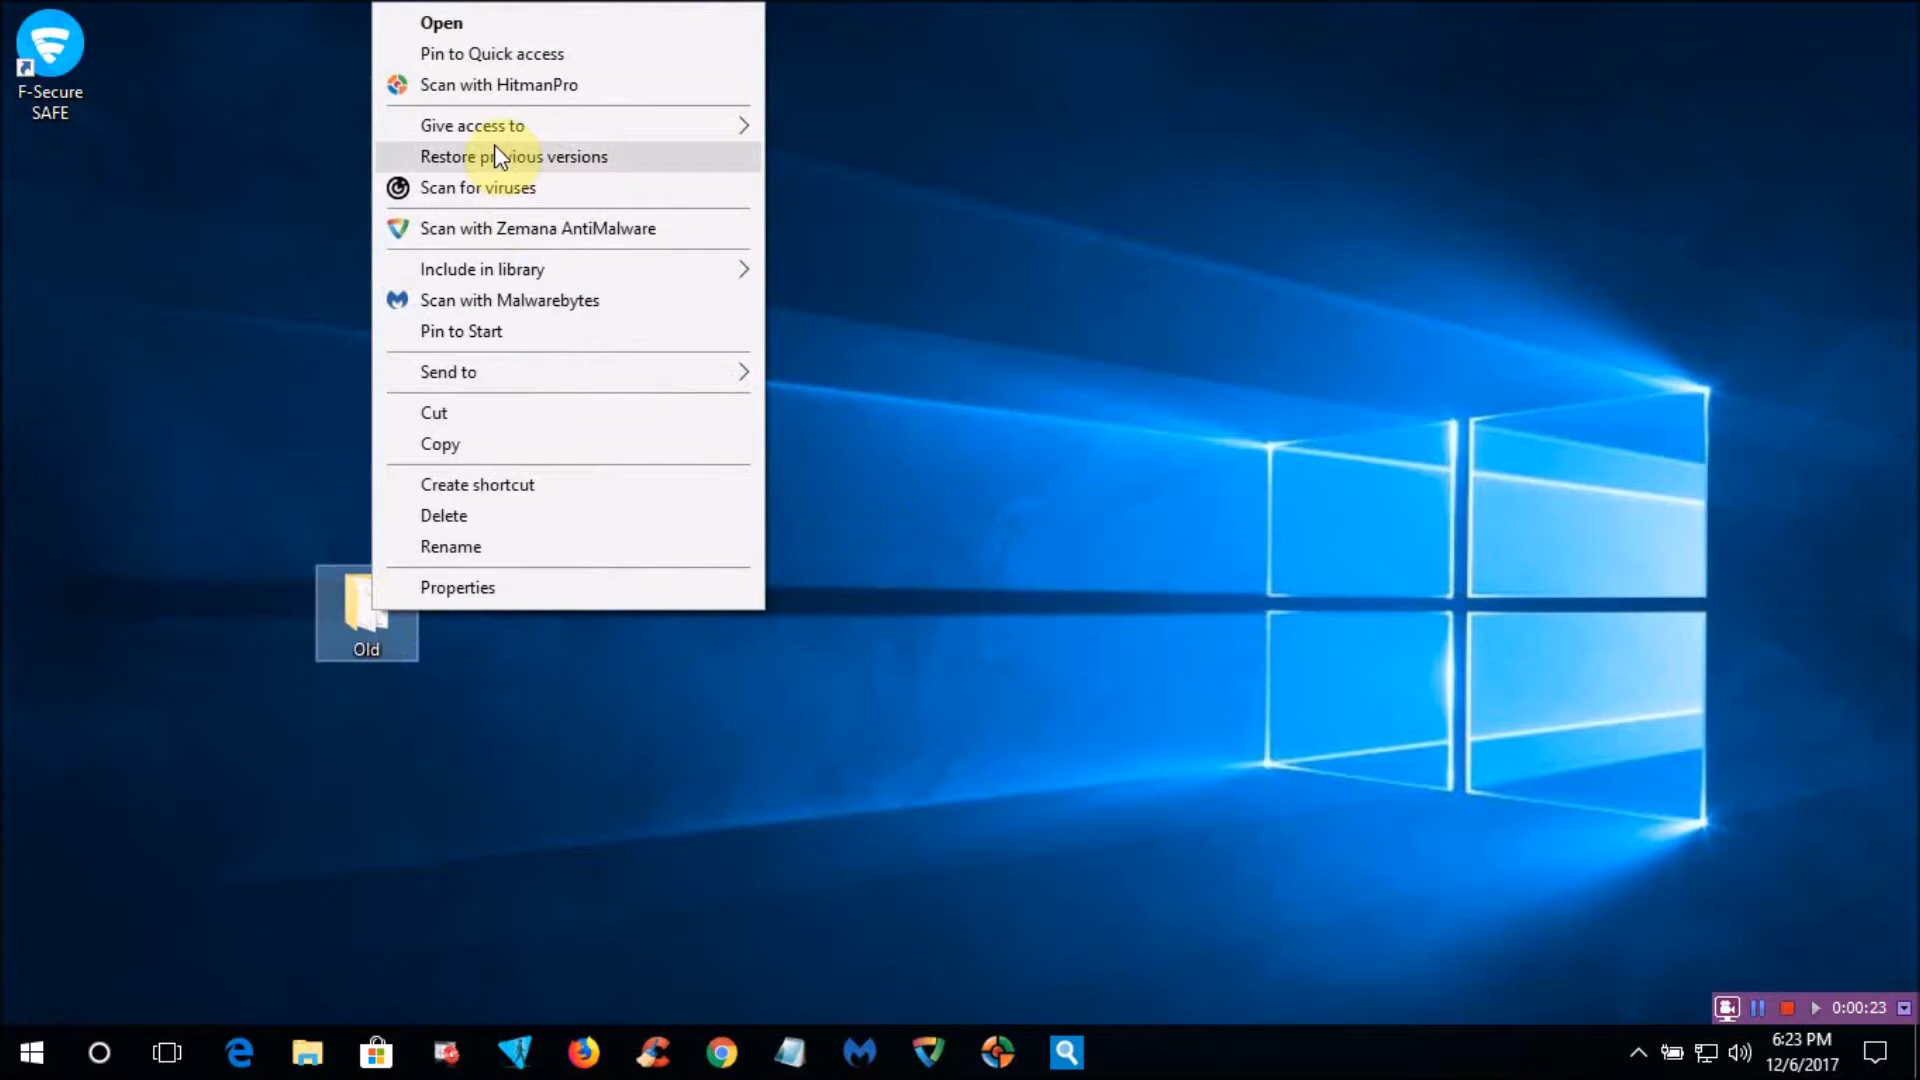 F-Secure
SAFE
Open
Pin to Quick access
Scan with HitmanPro
Give access to
Restore previous versions
Scan for viruses
Scan with Zemana AntiMalware
Include in library
Scan with Malwarebytes
Pin to Start
Send to
Cut
Copy
Create shortcut
Delete
Rename
Properties
Old
0:00:23
6:23 PM
12/6/2017